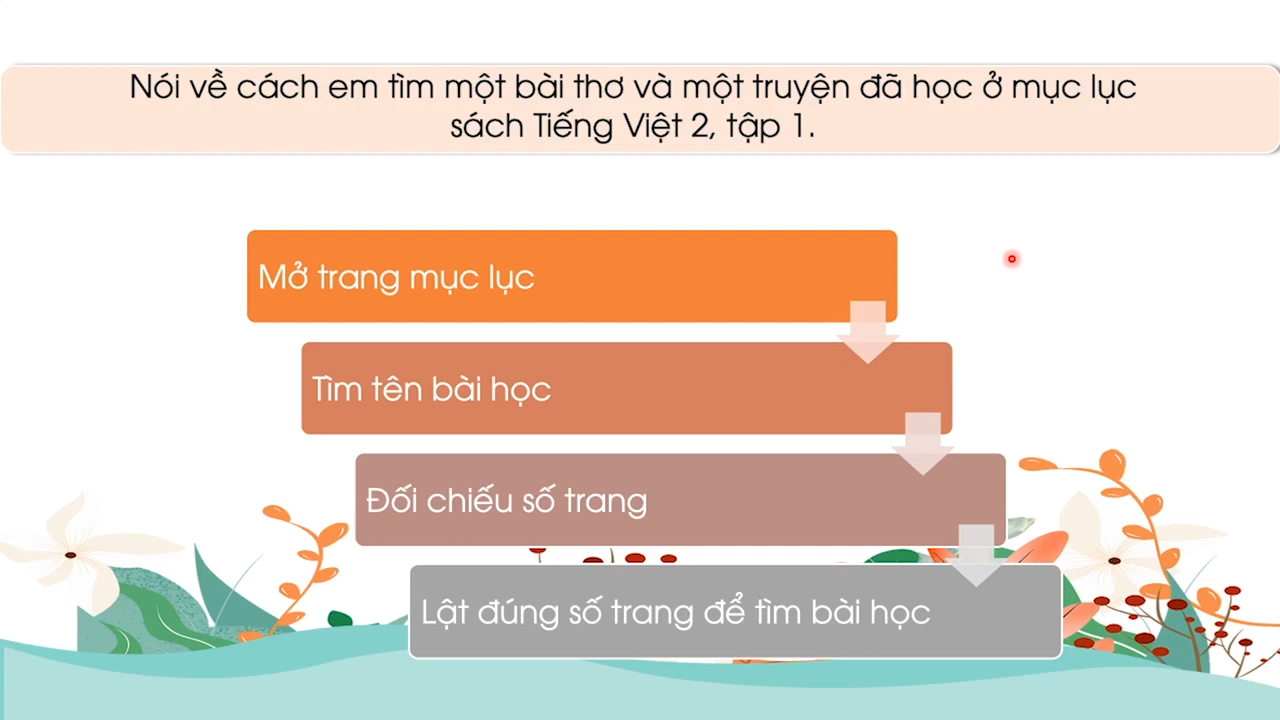 Nói về cách em tìm một bài thơ và một truyện đã học ở mục lục
sách Tiếng Việt 2, tập 1.
Mở trang mục lục
Tìm tên bài học
Đối chiếu số trang
Lật đúng số trang để tìm bài học